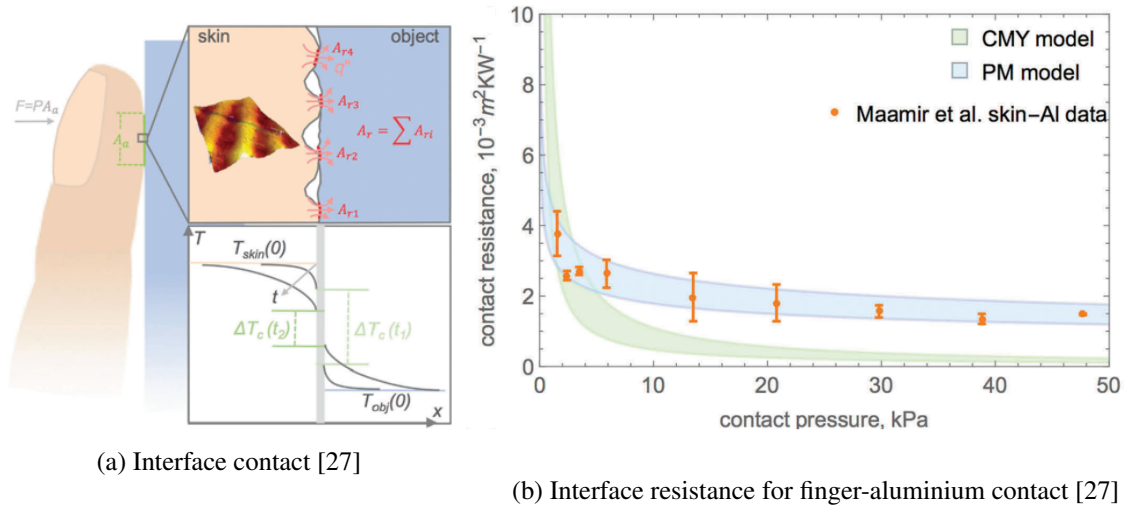 skin
object
F=PAₐ
Aₐ
Aᵣ₄
Q"
Aᵣ₃
Aᵣ = ∑ Aᵣᵢ
Aᵣ₂
Aᵣ₁
T
Tskin(0)
t
ΔTc(t₂)
ΔTc(t₁)
Tobj(0)
x
(a) Interface contact [27]
contact resistance, 10⁻³m²KW⁻¹
10
8
6
4
2
0
0
10
20
30
40
50
CMY model
PM model
Maamir et al. skin–Al data
contact pressure, kPa
(b) Interface resistance for finger-aluminium contact [27]